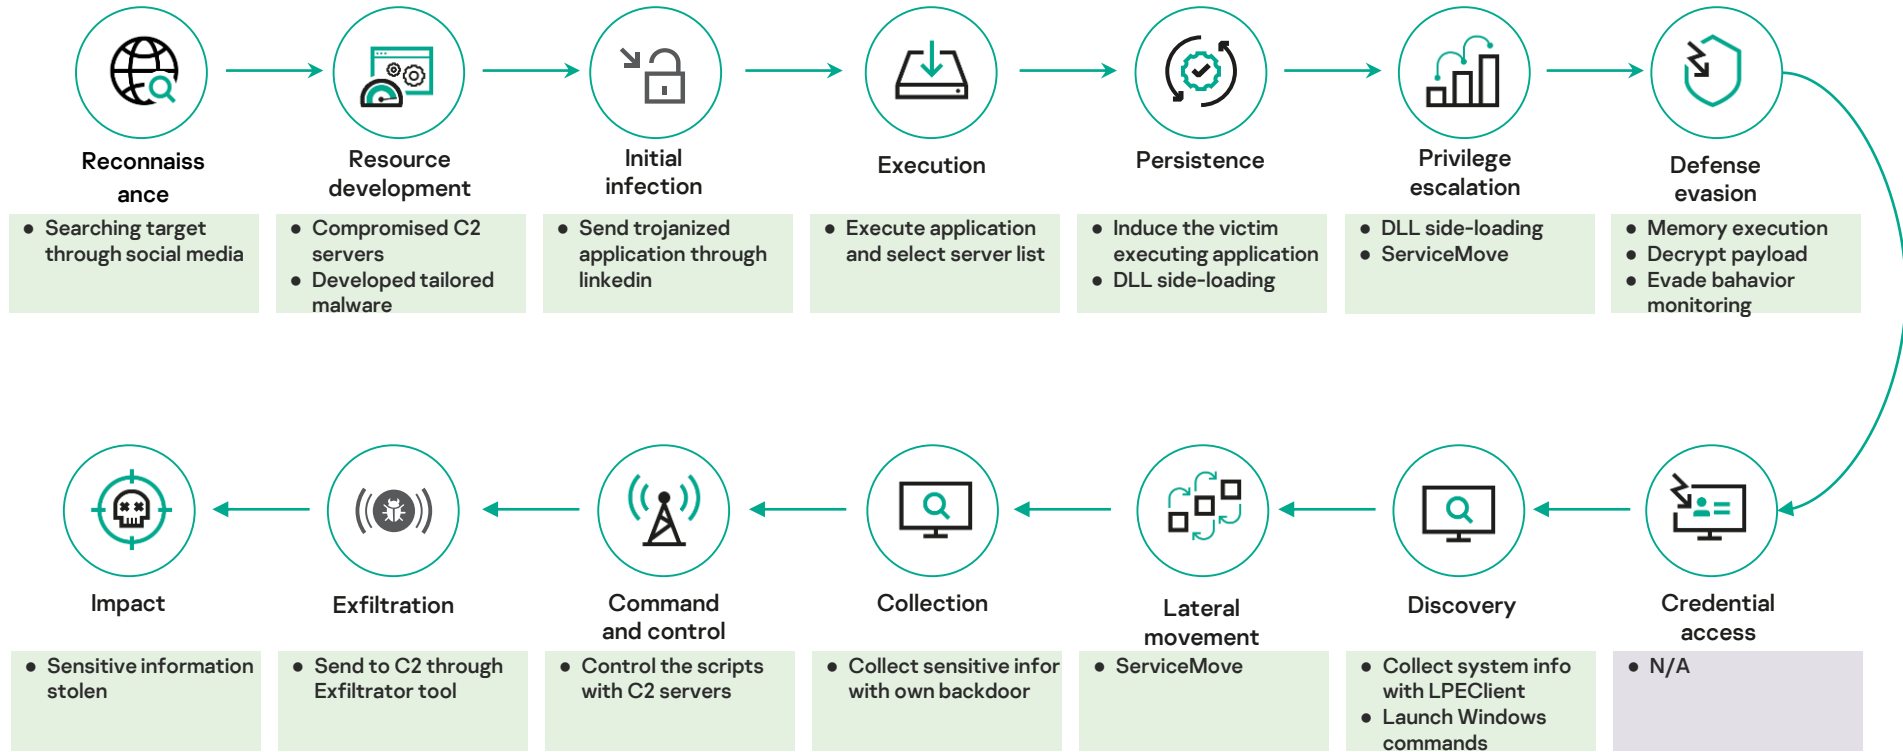 Reconnaiss
ance
● Searching target
through social media
Resource
development
● Compromised C2
servers
● Developed tailored
malware
Initial
infection
● Send trojanized
application through
linkedin
Execution
● Execute application
and select server list
Persistence
● Induce the victim
executing application
● DLL side-loading
Privilege
escalation
● DLL side-loading
● ServiceMove
Defense
evasion
● Memory execution
● Decrypt payload
● Evade bahavior
monitoring
Impact
● Sensitive information
stolen
Exfiltration
● Send to C2 through
Exfiltrator tool
Command
and control
● Control the scripts
with C2 servers
Collection
● Collect sensitive infor
with own backdoor
Lateral
movement
● ServiceMove
Discovery
● Collect system info
with LPEClient
● Launch Windows
commands
Credential
access
● N/A